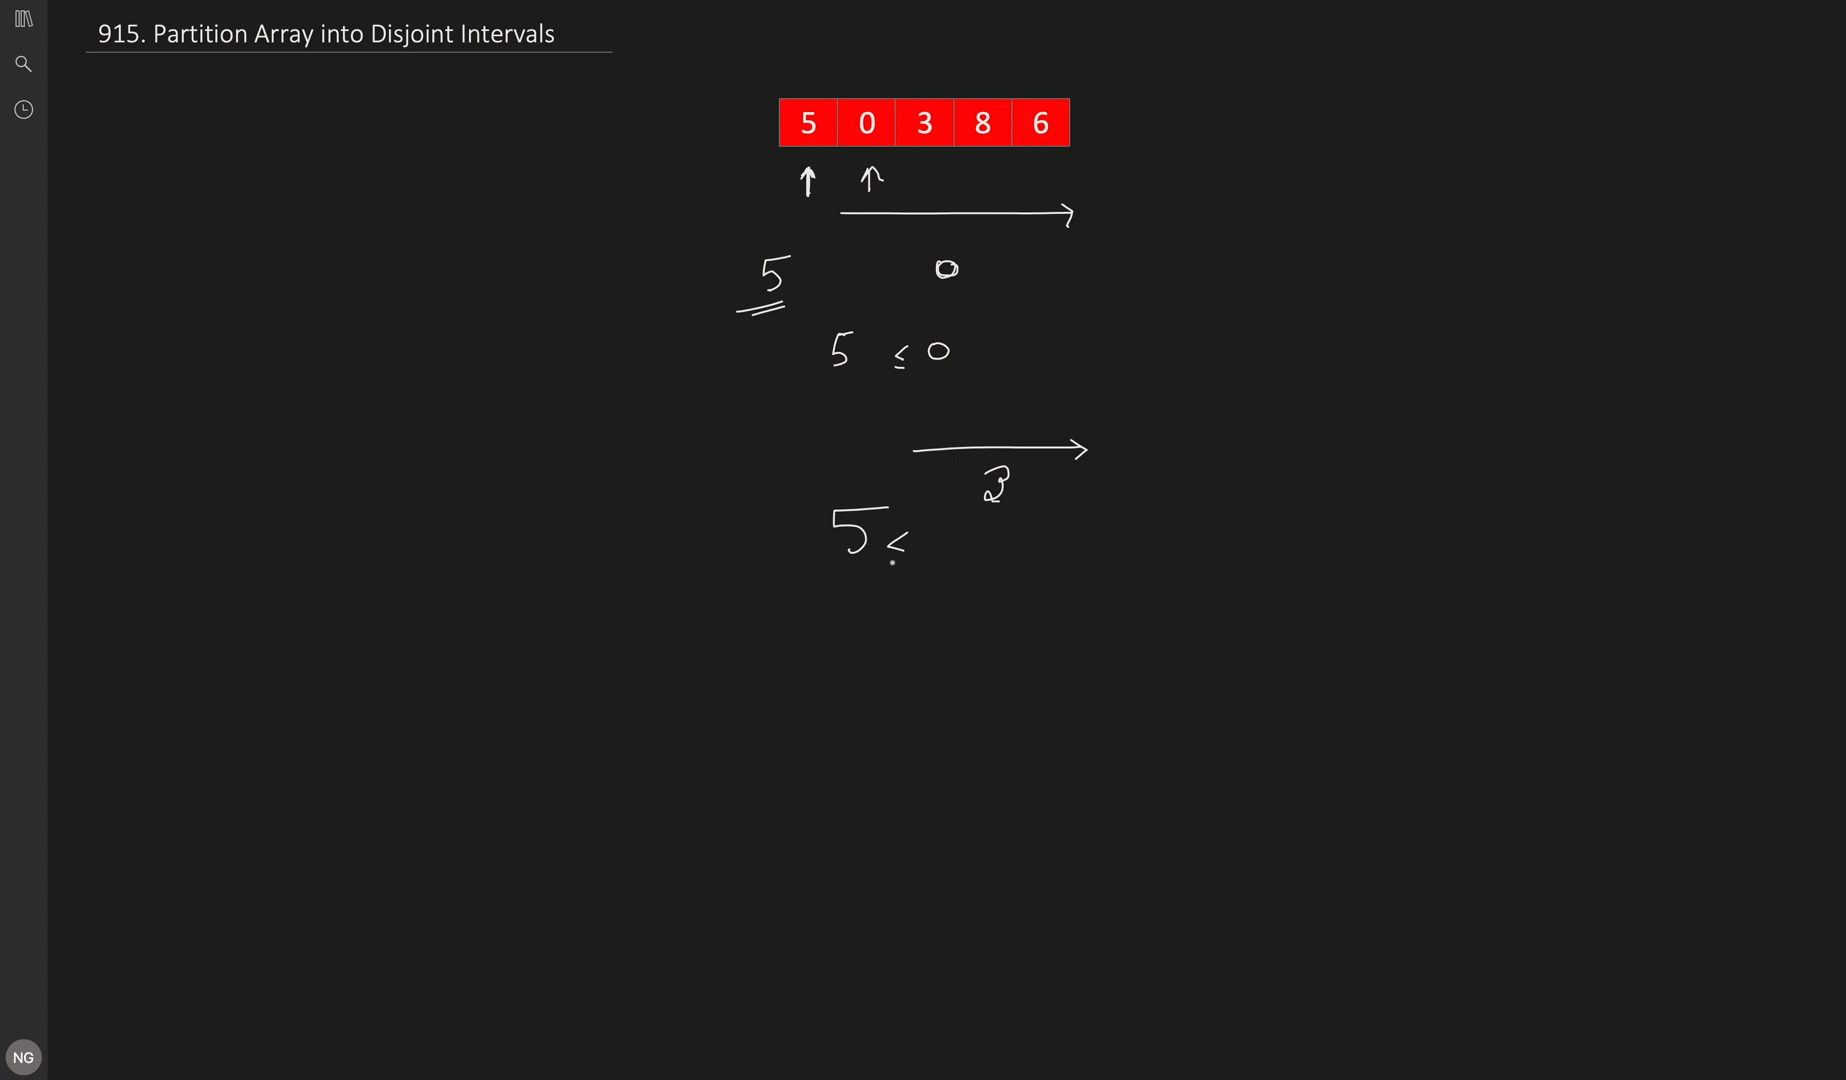 915. Partition Array into Disjoint Intervals
5 0 3 8 6
5 0
5 ≤ 0
3
5 <
NG